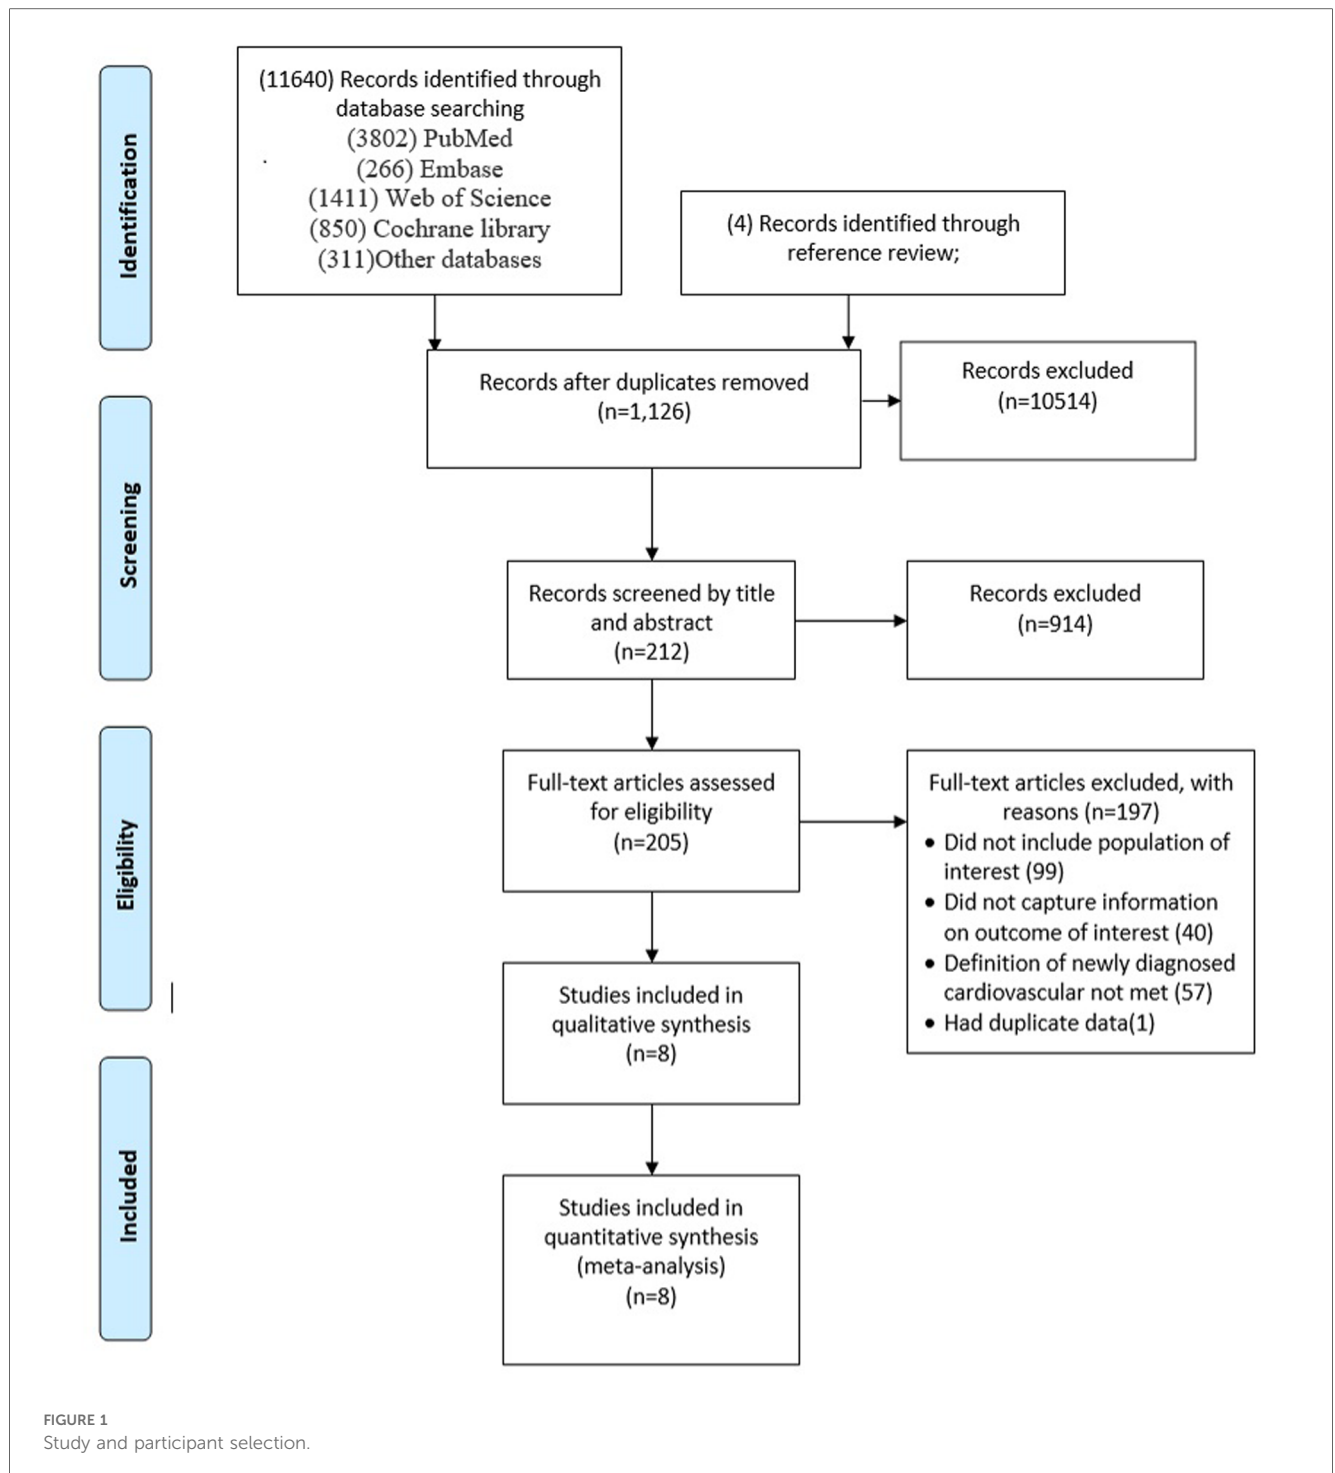 Identification
(11640) Records identified through
database searching
(3802) PubMed
(266) Embase
(1411) Web of Science
(850) Cochrane library
(311)Other databases
(4) Records identified through
reference review;
Records after duplicates removed
(n=1,126)
Records excluded
(n=10514)
Screening
Records screened by title
and abstract
(n=212)
Records excluded
(n=914)
Eligibility
Full-text articles assessed
for eligibility
(n=205)
Full-text articles excluded, with
reasons (n=197)
• Did not include population of
interest (99)
• Did not capture information
on outcome of interest (40)
• Definition of newly diagnosed
cardiovascular not met (57)
• Had duplicate data(1)
Studies included in
qualitative synthesis
(n=8)
Included
Studies included in
quantitative synthesis
(meta-analysis)
(n=8)
FIGURE 1
Study and participant selection.